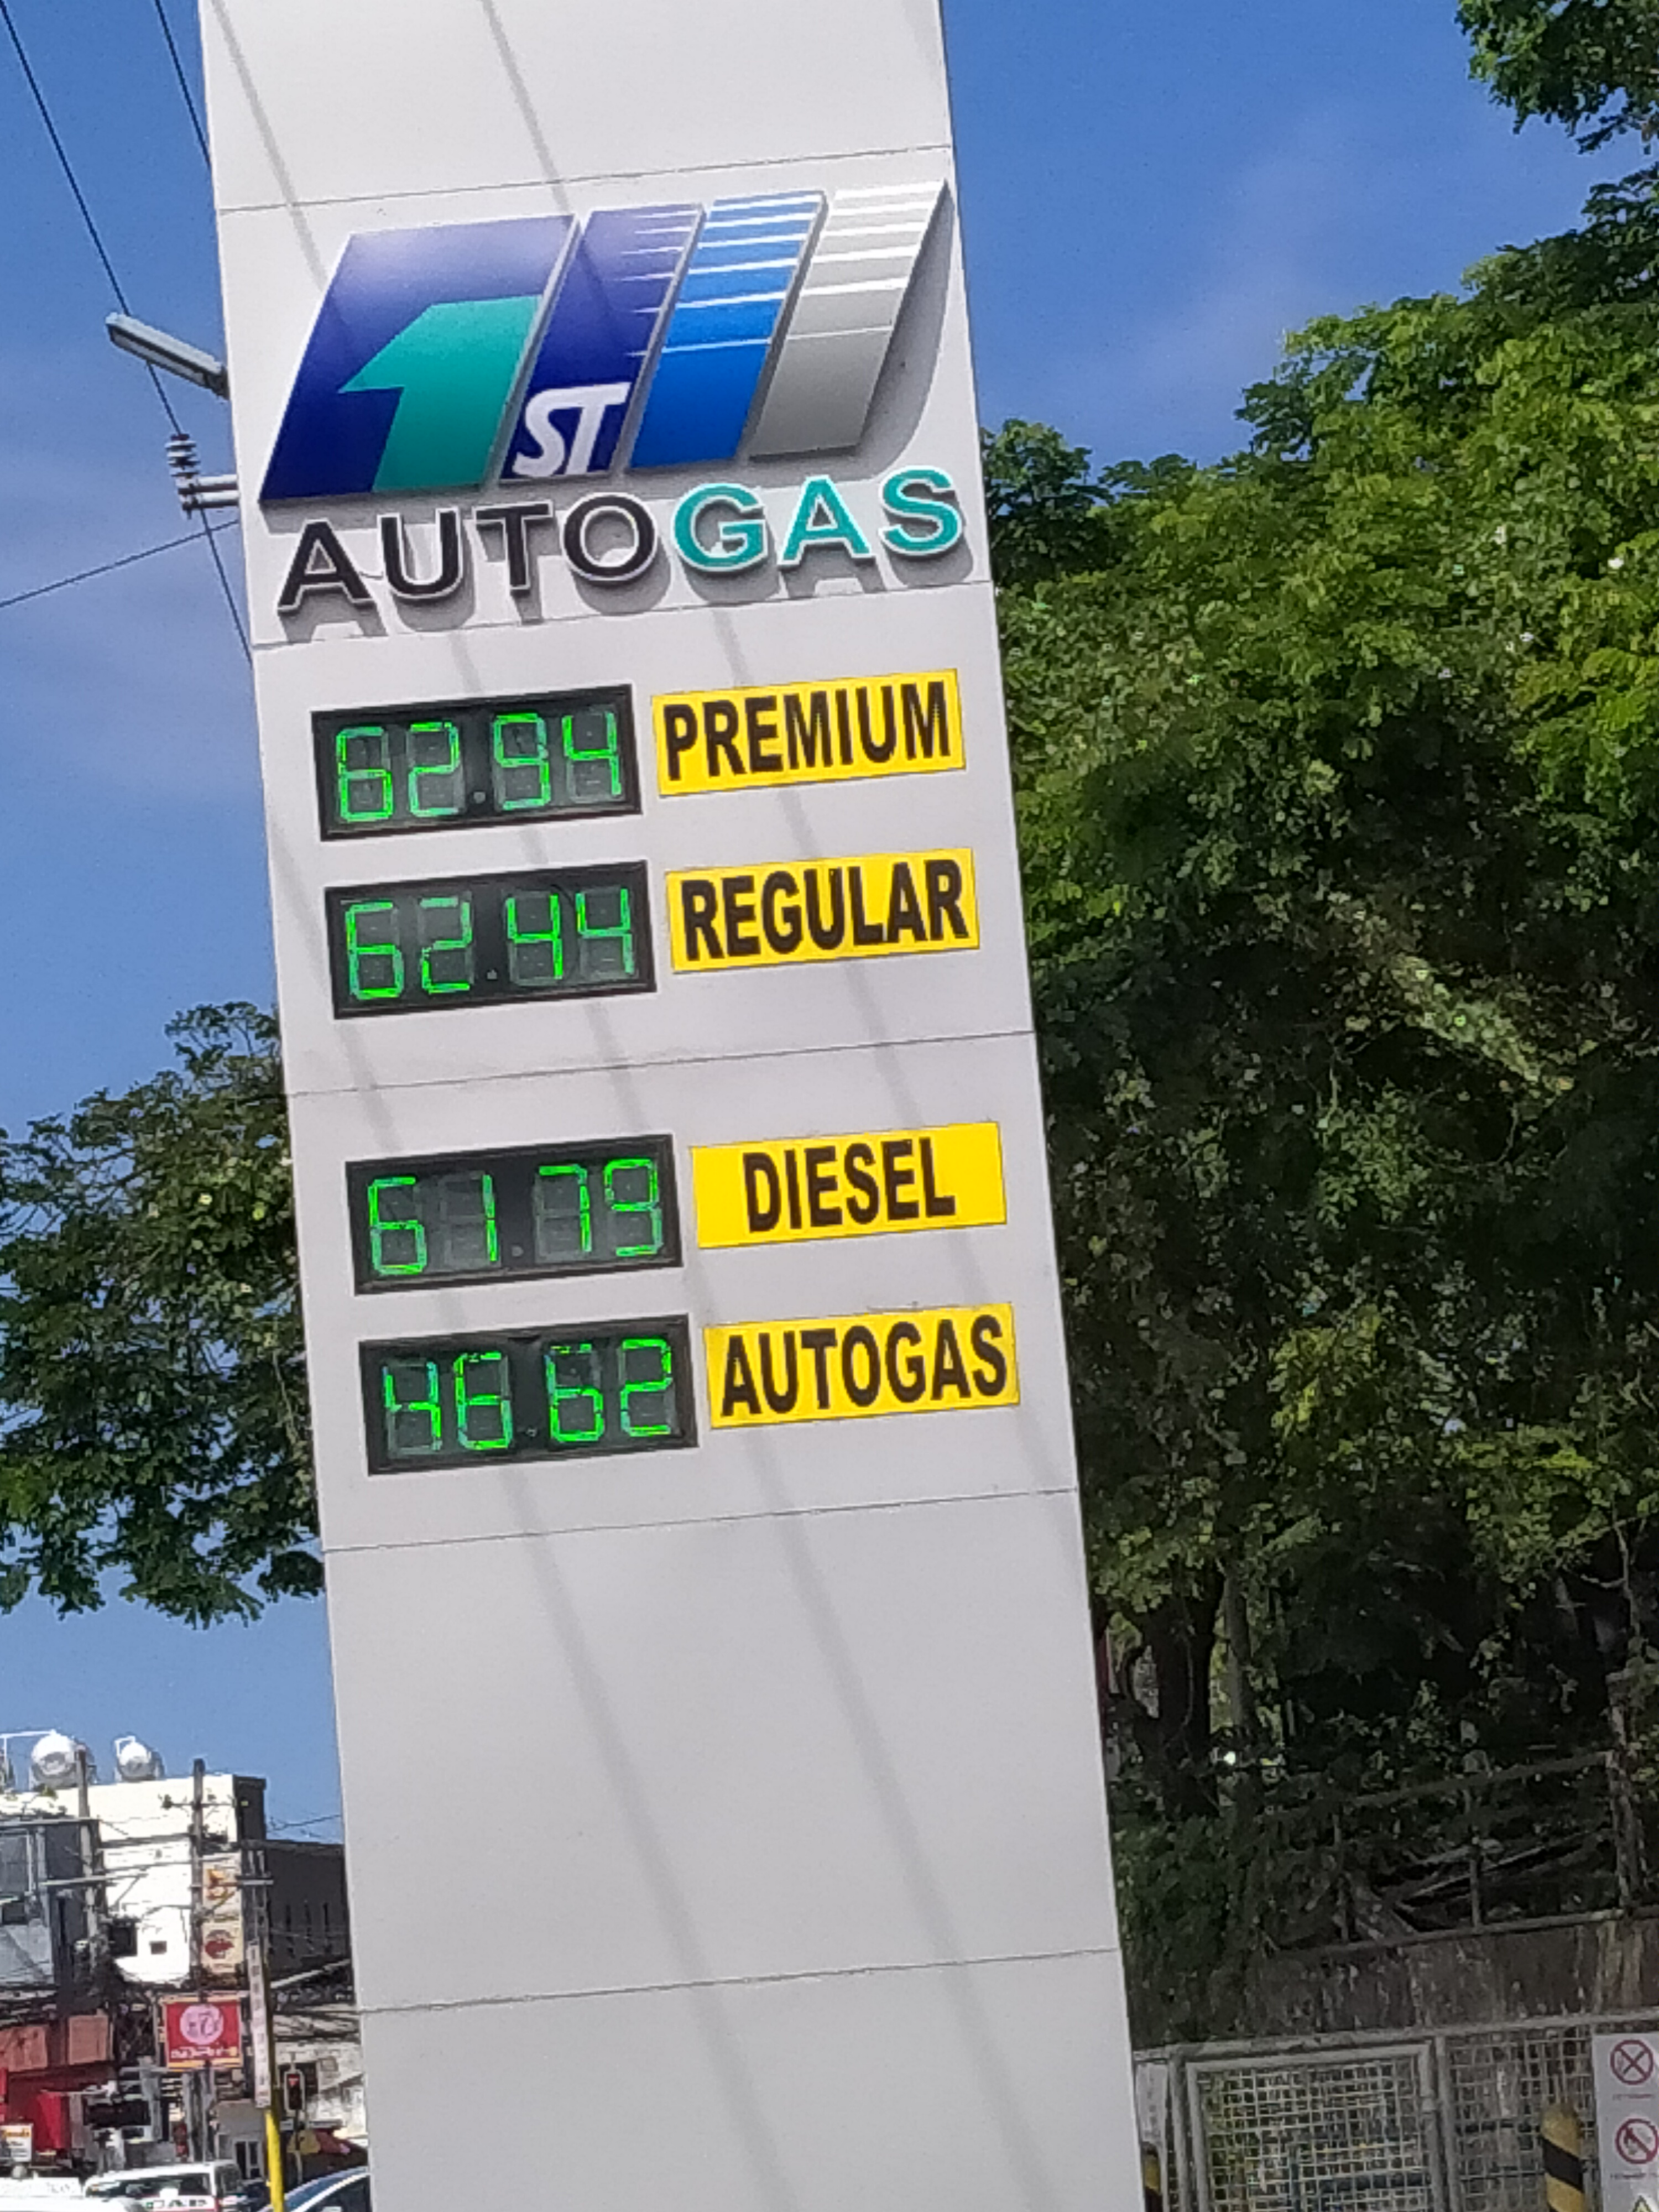 1ST
AUTOGAS
62.94 PREMIUM
62.44 REGULAR
61.79 DIESEL
46.62 AUTOGAS